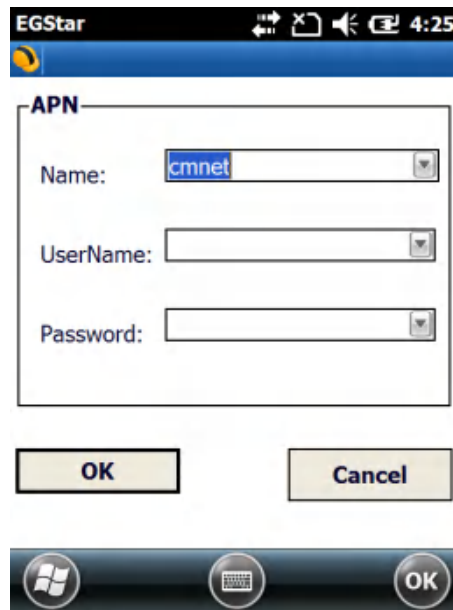 EGStar 4:25
APN
Name: cmnet
UserName:
Password:
OK Cancel
OK